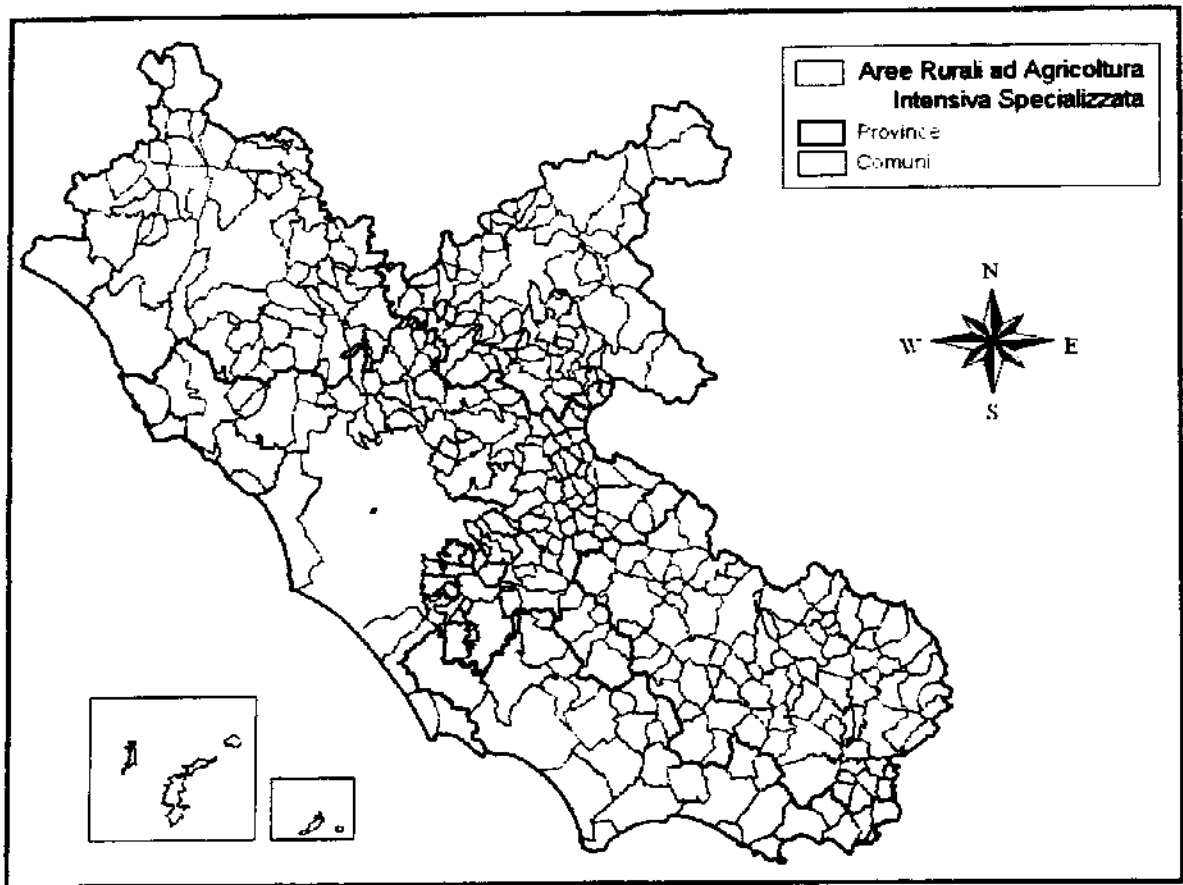 Aree Rurali ad Agricoltura
Intensiva Specializzata
Province
Comuni
N
W E
S